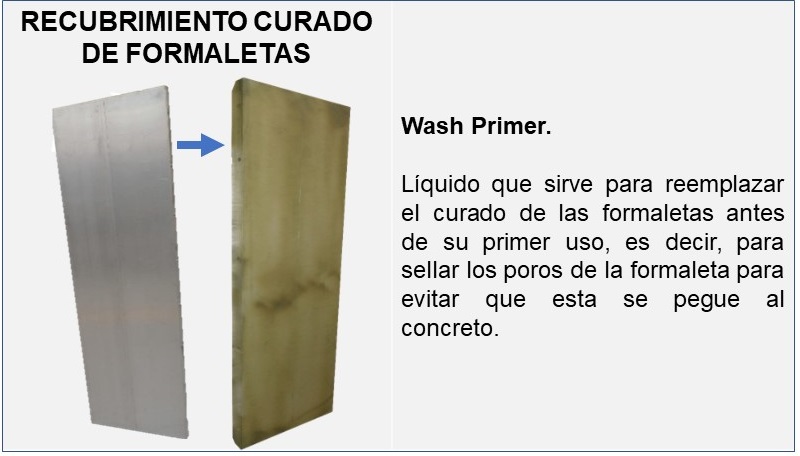 RECUBRIMIENTO CURADO
DE FORMALETAS
Wash Primer.
Líquido que sirve para reemplazar
el curado de las formaletas antes
de su primer uso, es decir, para
sellar los poros de la formaleta para
evitar que esta se pegue al
concreto.